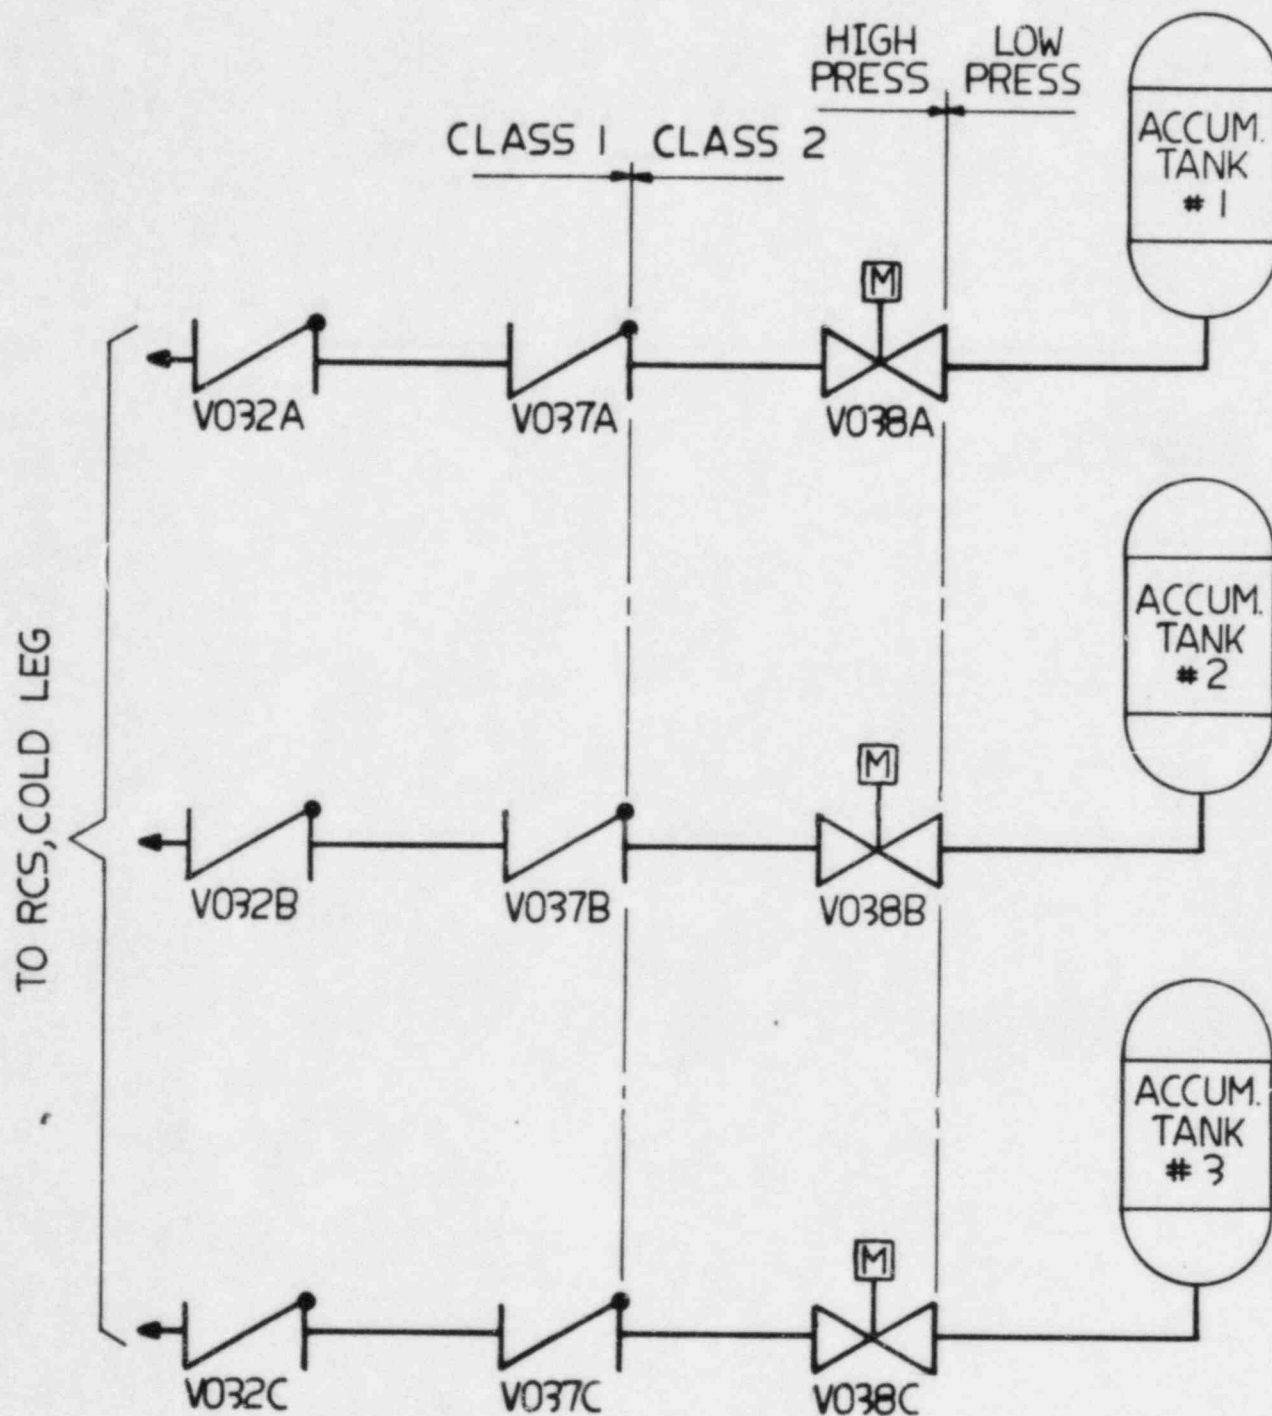 HIGH
PRESS
LOW
PRESS
CLASS 1
CLASS 2
ACCUM.
TANK
# 1
M
V032A
V037A
V038A
TO RCS, COLD LEG
ACCUM.
TANK
# 2
M
V032B
V037B
V038B
ACCUM.
TANK
# 3
M
V032C
V037C
V038C